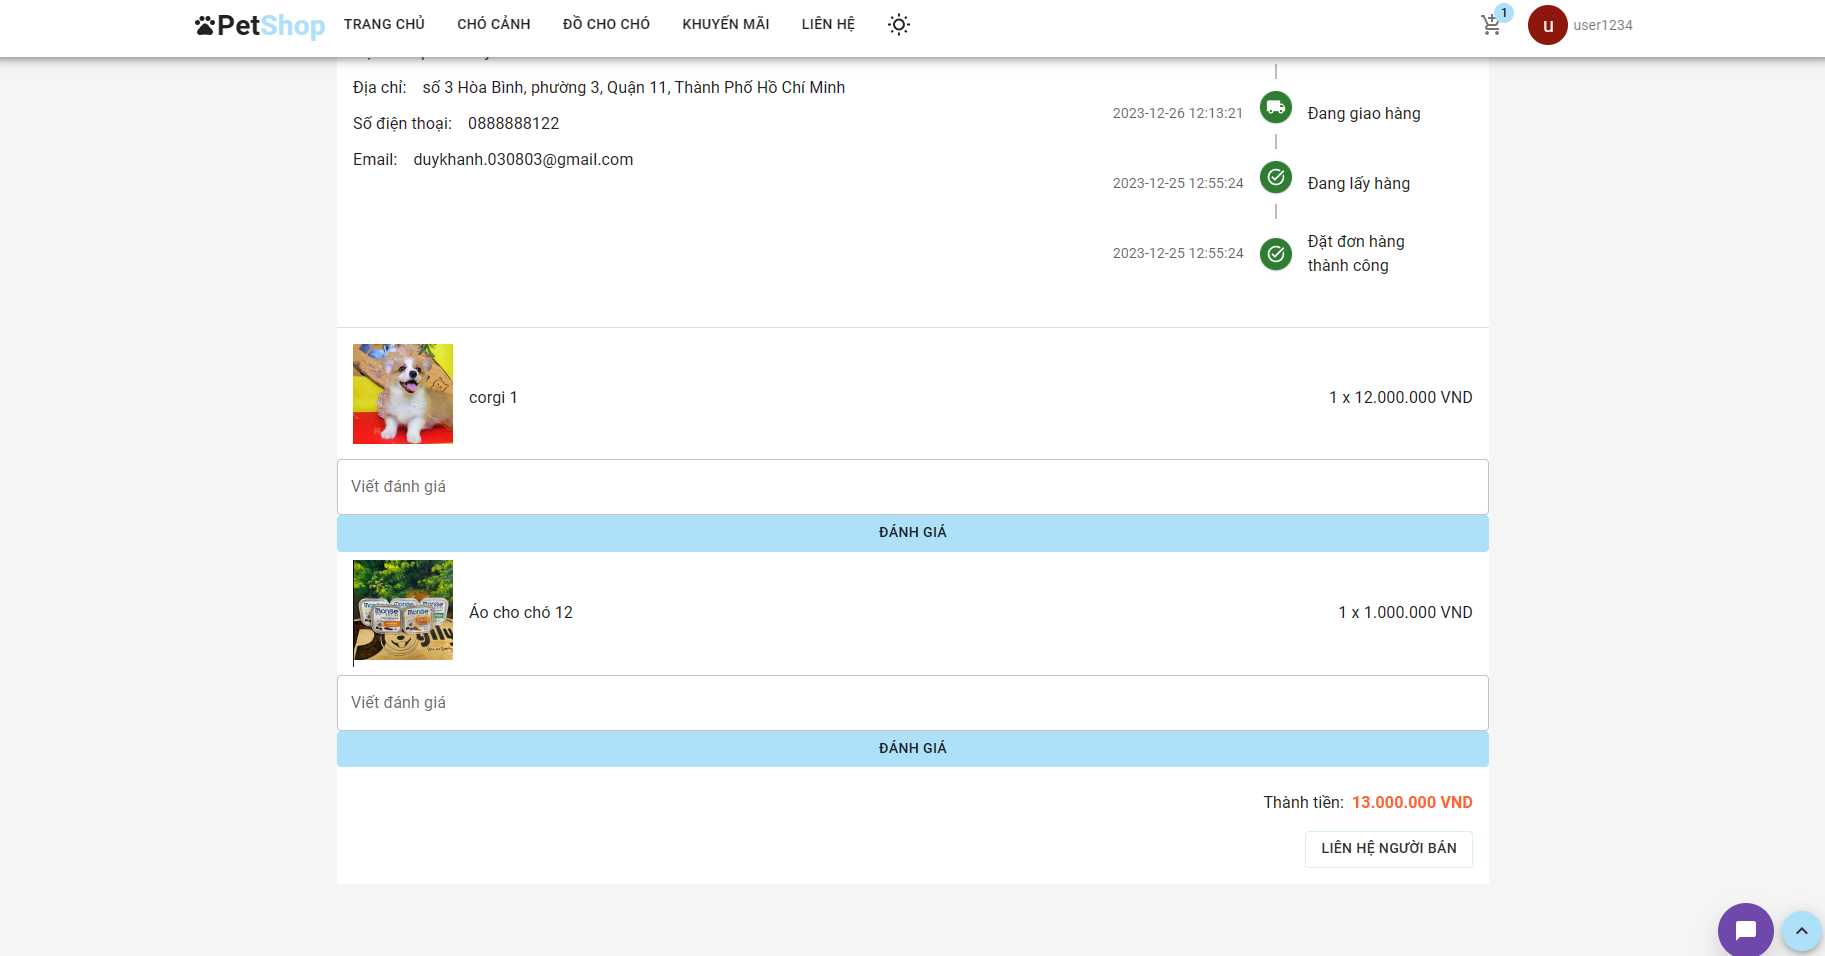 PetShop TRANG CHỦ CHÓ CẢNH ĐỒ CHO CHÓ KHUYẾN MÃI LIÊN HỆ 1 u user1234
Địa chỉ: số 3 Hòa Bình, phường 3, Quận 11, Thành Phố Hồ Chí Minh
Số điện thoại: 0888888122
Email: duykhanh.030803@gmail.com
2023-12-26 12:13:21 Đang giao hàng
2023-12-25 12:55:24 Đang lấy hàng
2023-12-25 12:55:24 Đặt đơn hàng
thành công
corgi 1 1 x 12.000.000 VND
Viết đánh giá
ĐÁNH GIÁ
monge monge
Áo cho chó 12 1 x 1.000.000 VND
Viết đánh giá
ĐÁNH GIÁ
Thành tiền: 13.000.000 VND
LIÊN HỆ NGƯỜI BÁN